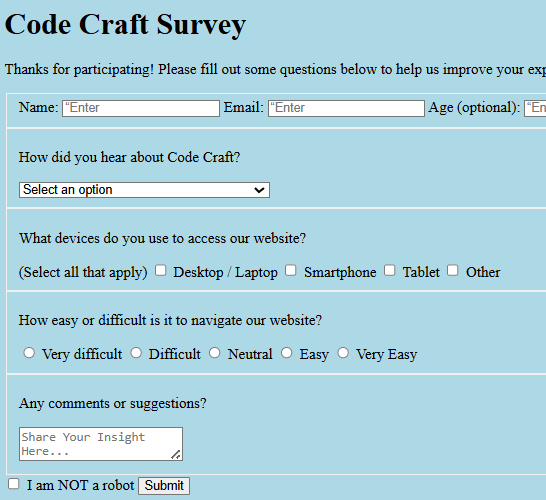 Code Craft Survey
Thanks for participating! Please fill out some questions below to help us improve your exp
Name: “Enter Email: “Enter Age (optional): “En
How did you hear about Code Craft?
Select an option
What devices do you use to access our website?
(Select all that apply) Desktop / Laptop Smartphone Tablet Other
How easy or difficult is it to navigate our website?
Very difficult Difficult Neutral Easy Very Easy
Any comments or suggestions?
Share Your Insight
Here...
I am NOT a robot Submit